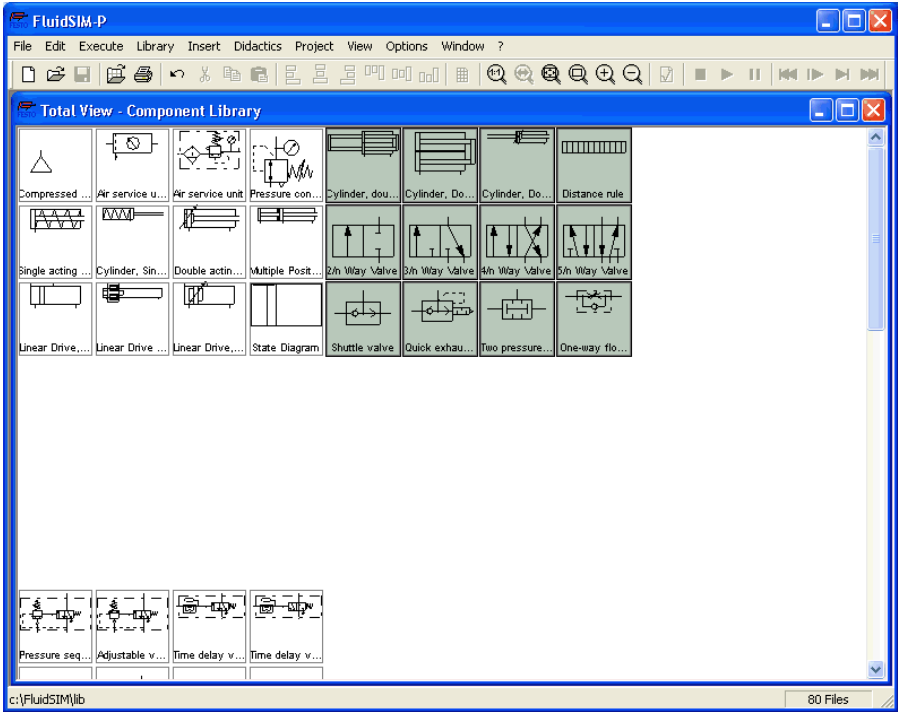 FluidSIM-P
File Edit Execute Library Insert Didactics Project View Options Window ?
Total View - Component Library
Compressed ... Air service u... Air service unit Pressure con... Cylinder, dou... Cylinder, Do... Cylinder, Do... Distance rule
Single acting ... Cylinder, Sin... Double actin... Multiple Posit... 2/n Way Valve 3/n Way Valve 4/n Way Valve 5/n Way Valve
Linear Drive,... Linear Drive ... Linear Drive,... State Diagram Shuttle valve Quick exhau... Two pressure... One-way flo...
Pressure seq... Adjustable v... Time delay v... Time delay v...
c:\FluidSIM\lib 80 Files